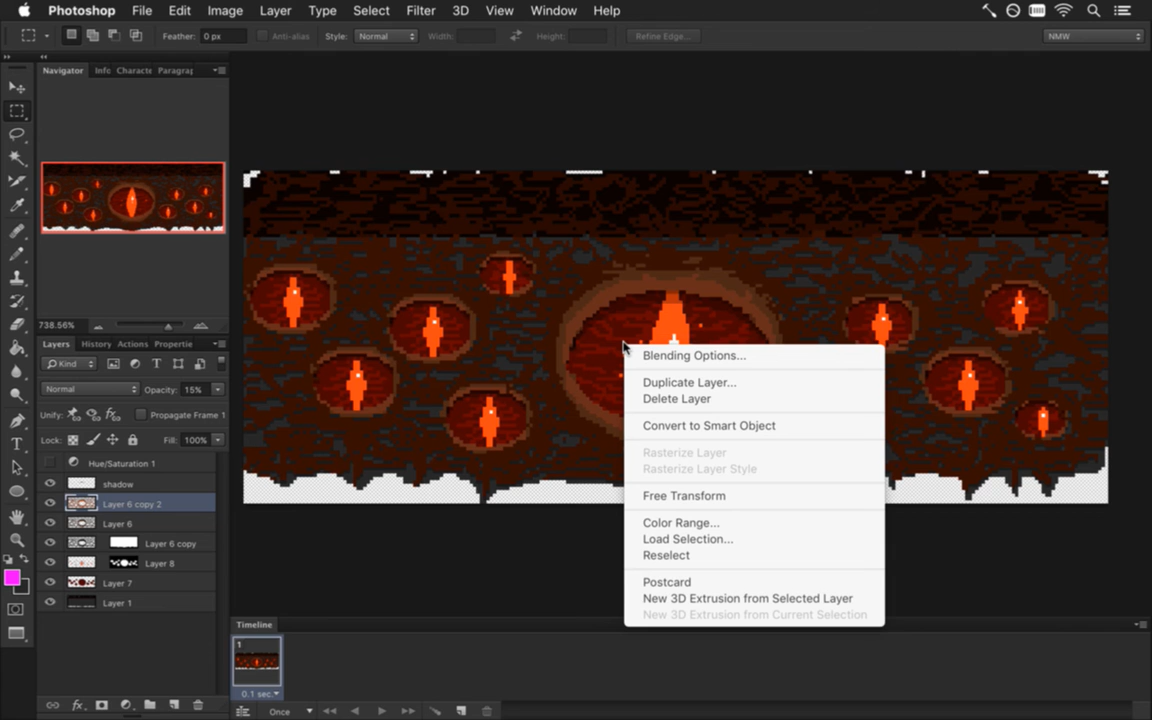 Photoshop File Edit Image Layer Type Select Filter 3D View Window Help
Feather: 0 px Anti-alias Style: Normal Width: Height: Refine Edge... NMW
Navigator Info Characte Paragrap
738.56%
Layers History Actions Propertie
Kind
Normal Opacity: 15%
Unify: Propagate Frame 1
Lock: Fill: 100%
Hue/Saturation 1
shadow
Layer 6 copy 2
Layer 6
Layer 6 copy
Layer 8
Layer 7
Layer 1
Blending Options...
Duplicate Layer...
Delete Layer
Convert to Smart Object
Rasterize Layer
Rasterize Layer Style
Free Transform
Color Range...
Load Selection...
Reselect
Postcard
New 3D Extrusion from Selected Layer
New 3D Extrusion from Current Selection
Timeline
1
0.1 sec.
Once